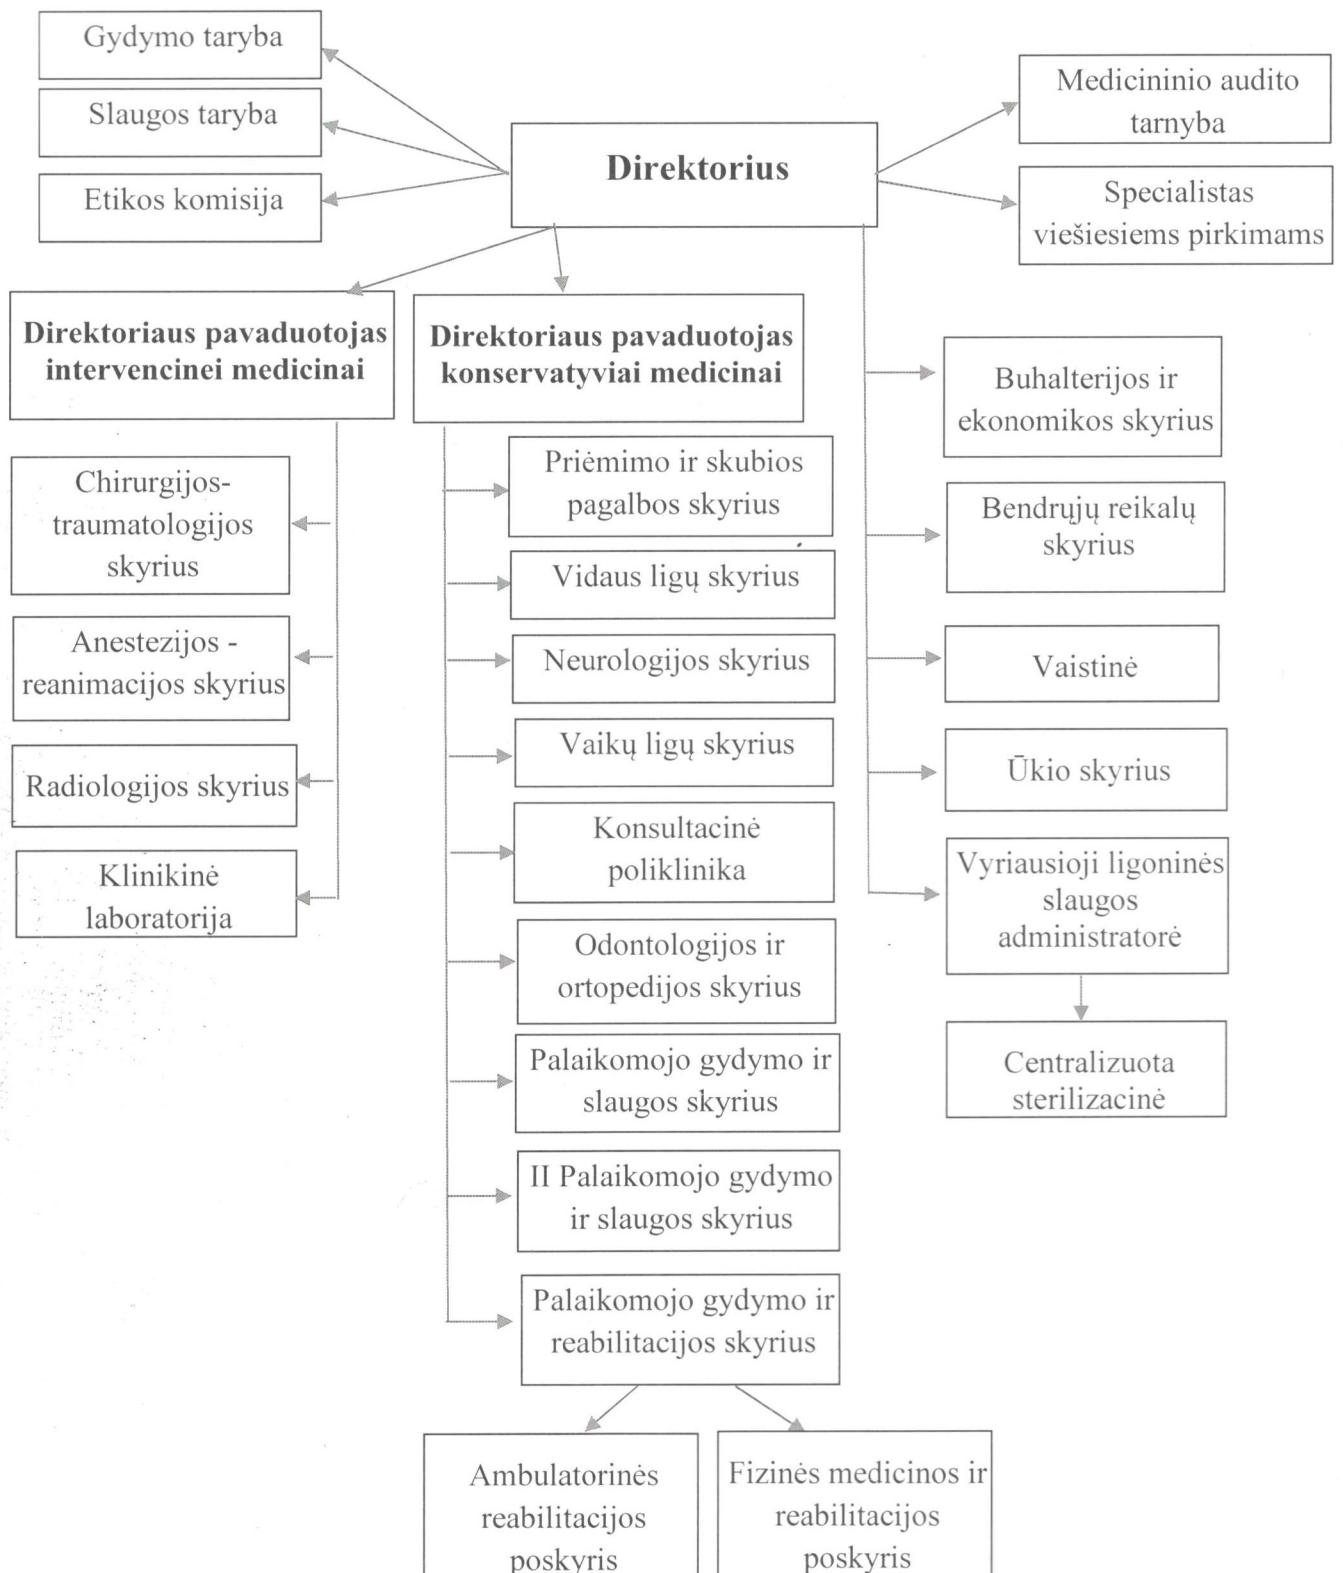 Gydymo taryba
Slaugos taryba
Etikos komisija
Direktorius
Medicininio audito
tarnyba
Specialistas
viešiesiems pirkimams
Direktoriaus pavaduotojas
intervencinei medicinai
Direktoriaus pavaduotojas
konservatyviai medicinai
Chirurgijos-
traumatologijos
skyrius
Anestezijos -
reanimacijos skyrius
Radiologijos skyrius
Klinikinė
laboratorija
Priėmimo ir skubios
pagalbos skyrius
Vidaus ligų skyrius
Neurologijos skyrius
Vaikų ligų skyrius
Konsultacinė
poliklinika
Odontologijos ir
ortopedijos skyrius
Palaikomojo gydymo ir
slaugos skyrius
II Palaikomojo gydymo
ir slaugos skyrius
Palaikomojo gydymo ir
reabilitacijos skyrius
Ambulatorinės
reabilitacijos
poskyris
Fizinės medicinos ir
reabilitacijos
poskyris
Buhalterijos ir
ekonomikos skyrius
Bendrųjų reikalų
skyrius
Vaistinė
Ūkio skyrius
Vyriausioji ligoninės
slaugos
administratorė
Centralizuota
sterilizacinė